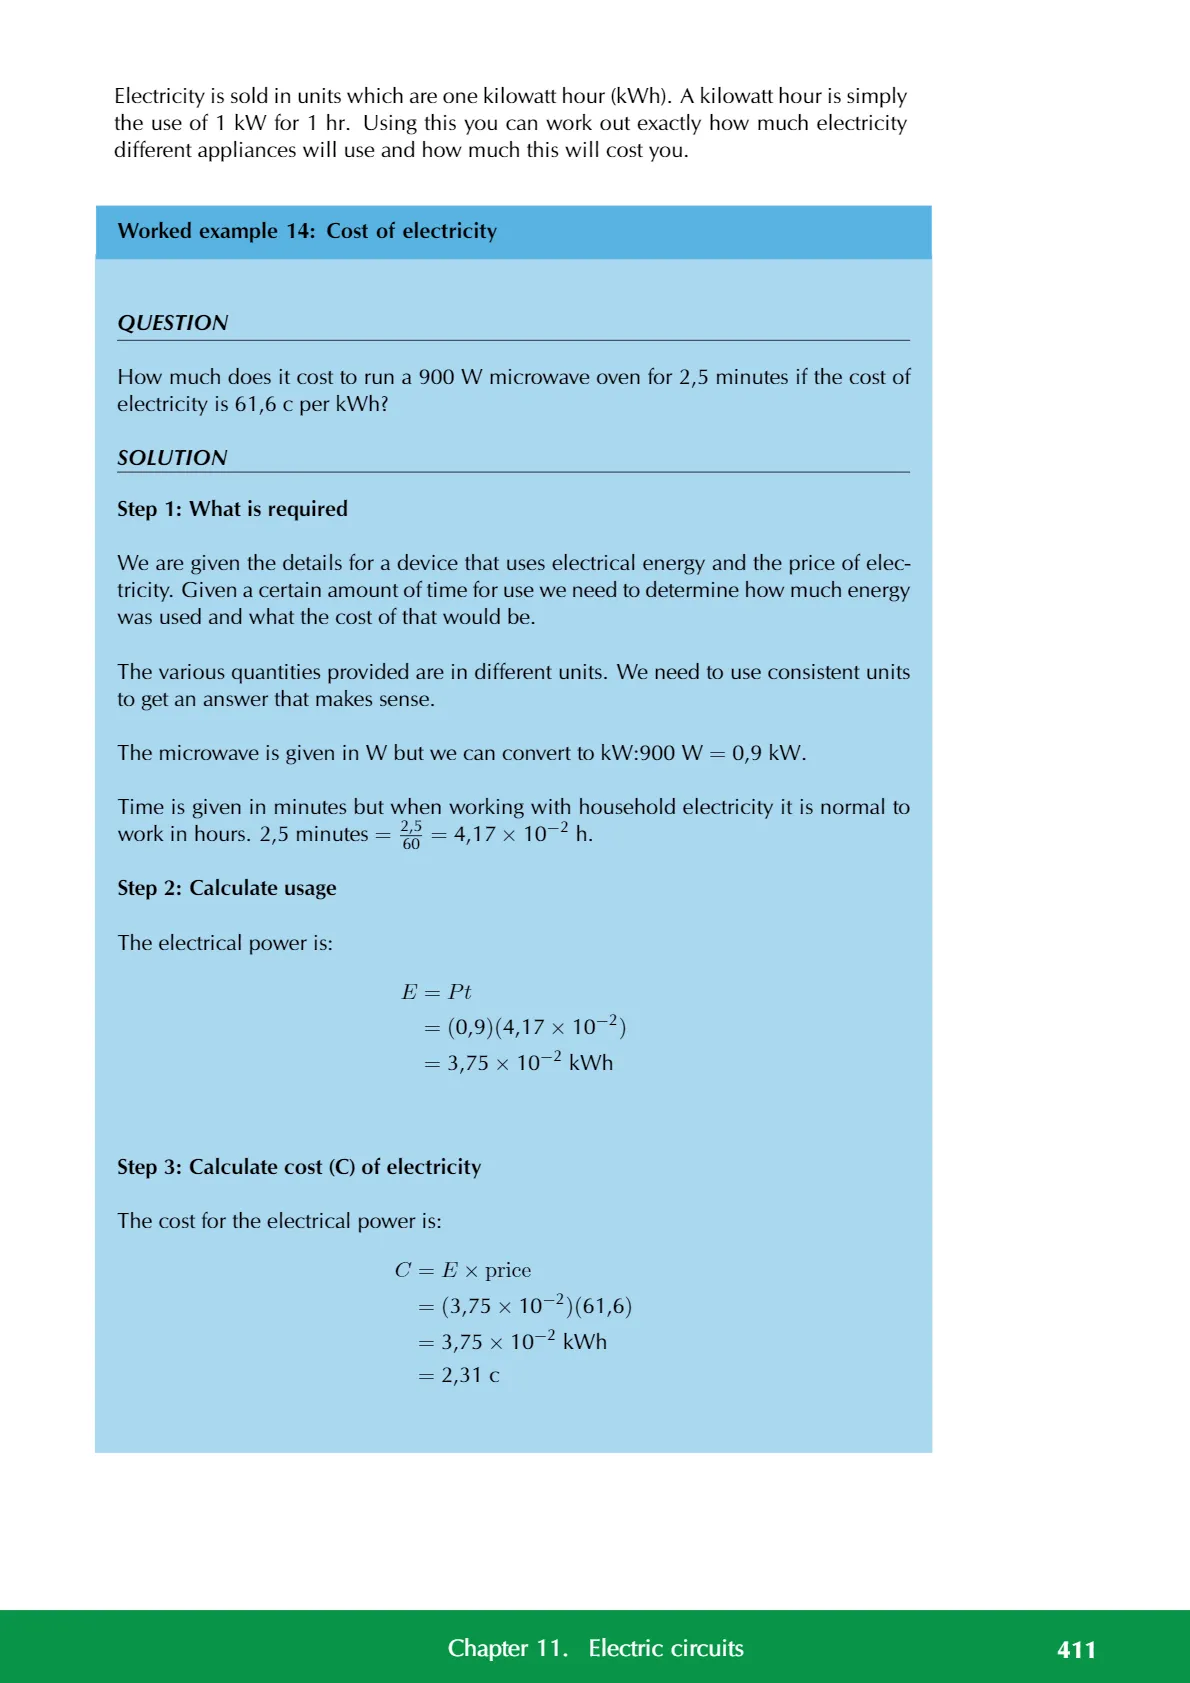 Electricity is sold in units which are one kilowatt hour (kWh). A kilowatt hour is simply
the use of 1 kW for 1 hr. Using this you can work out exactly how much electricity
different appliances will use and how much this will cost you.
Worked example 14: Cost of electricity
QUESTION
How much does it cost to run a 900 W microwave oven for 2,5 minutes if the cost of
electricity is 61,6 c per kWh?
SOLUTION
Step 1: What is required
We are given the details for a device that uses electrical energy and the price of elec-
tricity. Given a certain amount of time for use we need to determine how much energy
was used and what the cost of that would be.
The various quantities provided are in different units. We need to use consistent units
to get an answer that makes sense.
The microwave is given in W but we can convert to kW:900 W = 0,9 kW.
Time is given in minutes but when working with household electricity it is normal to
work in hours. 2,5 minutes = 2,5/60 = 4,17 × 10⁻² h.
Step 2: Calculate usage
The electrical power is:
E = Pt
= (0,9)(4,17 × 10⁻²)
= 3,75 × 10⁻² kWh
Step 3: Calculate cost (C) of electricity
The cost for the electrical power is:
C = E × price
= (3,75 × 10⁻²)(61,6)
= 3,75 × 10⁻² kWh
= 2,31 c
Chapter 11. Electric circuits 411